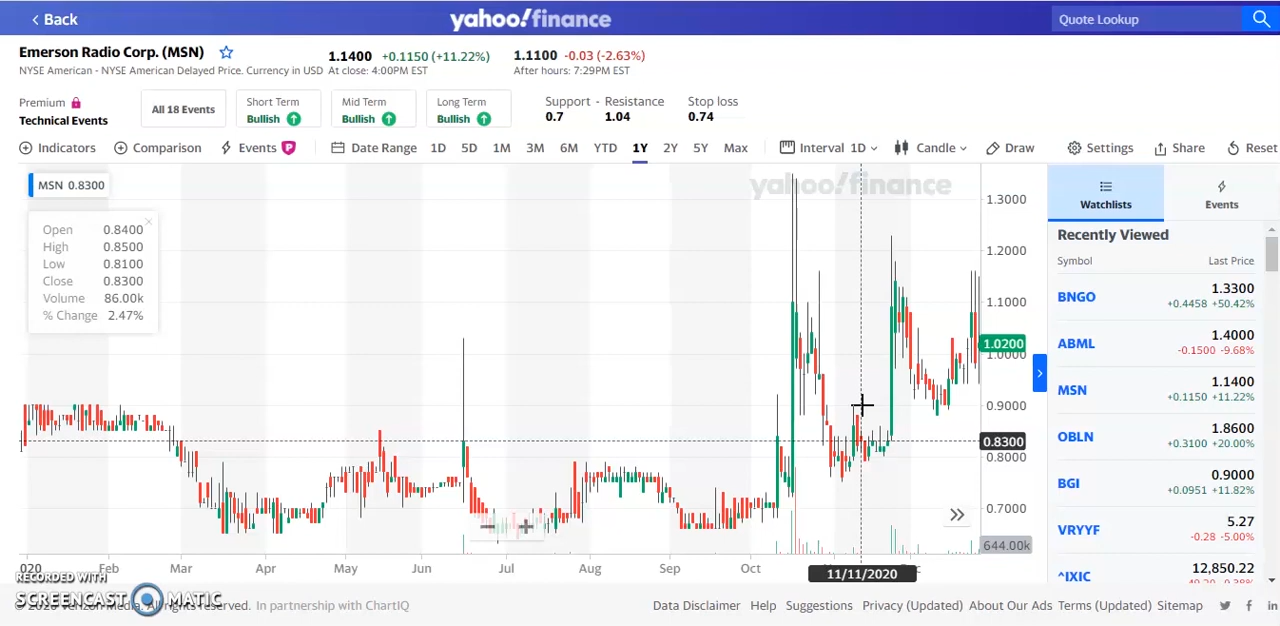 Back
yahoo!finance
Quote Lookup
Emerson Radio Corp. (MSN)
1.1400 +0.1150 (+11.22%)
1.1100 -0.03 (-2.63%)
NYSE American - NYSE American Delayed Price. Currency in USD
At close: 4:00PM EST
After hours: 7:29PM EST
Premium
Technical Events
All 18 Events
Short Term
Bullish
Mid Term
Bullish
Long Term
Bullish
Support - Resistance
0.7 1.04
Stop loss
0.74
Indicators Comparison Events P Date Range 1D 5D 1M 3M 6M YTD 1Y 2Y 5Y Max Interval 1D Candle Draw Settings Share Reset
MSN 0.8300
yahoo!finance
Open 0.8400
High 0.8500
Low 0.8100
Close 0.8300
Volume 86.00k
% Change 2.47%
1.3000
1.2000
1.1000
1.0200
1.0000
0.9000
0.8300
0.8000
0.7000
644.00k
020 Feb Mar Apr May Jun Jul Aug Sep Oct
11/11/2020
Watchlists
Events
Recently Viewed
Symbol Last Price
BNGO 1.3300
+0.4458 +50.42%
ABML 1.4000
-0.1500 -9.68%
MSN 1.1400
+0.1150 +11.22%
OBLN 1.8600
+0.3100 +20.00%
BGI 0.9000
+0.0951 +11.82%
VRYYF 5.27
-0.28 -5.00%
^IXIC 12,850.22
RECORDED WITH
SCREENCAST MATIC
Verizon Media. All rights reserved. In partnership with ChartIQ
Data Disclaimer Help Suggestions Privacy (Updated) About Our Ads Terms (Updated) Sitemap